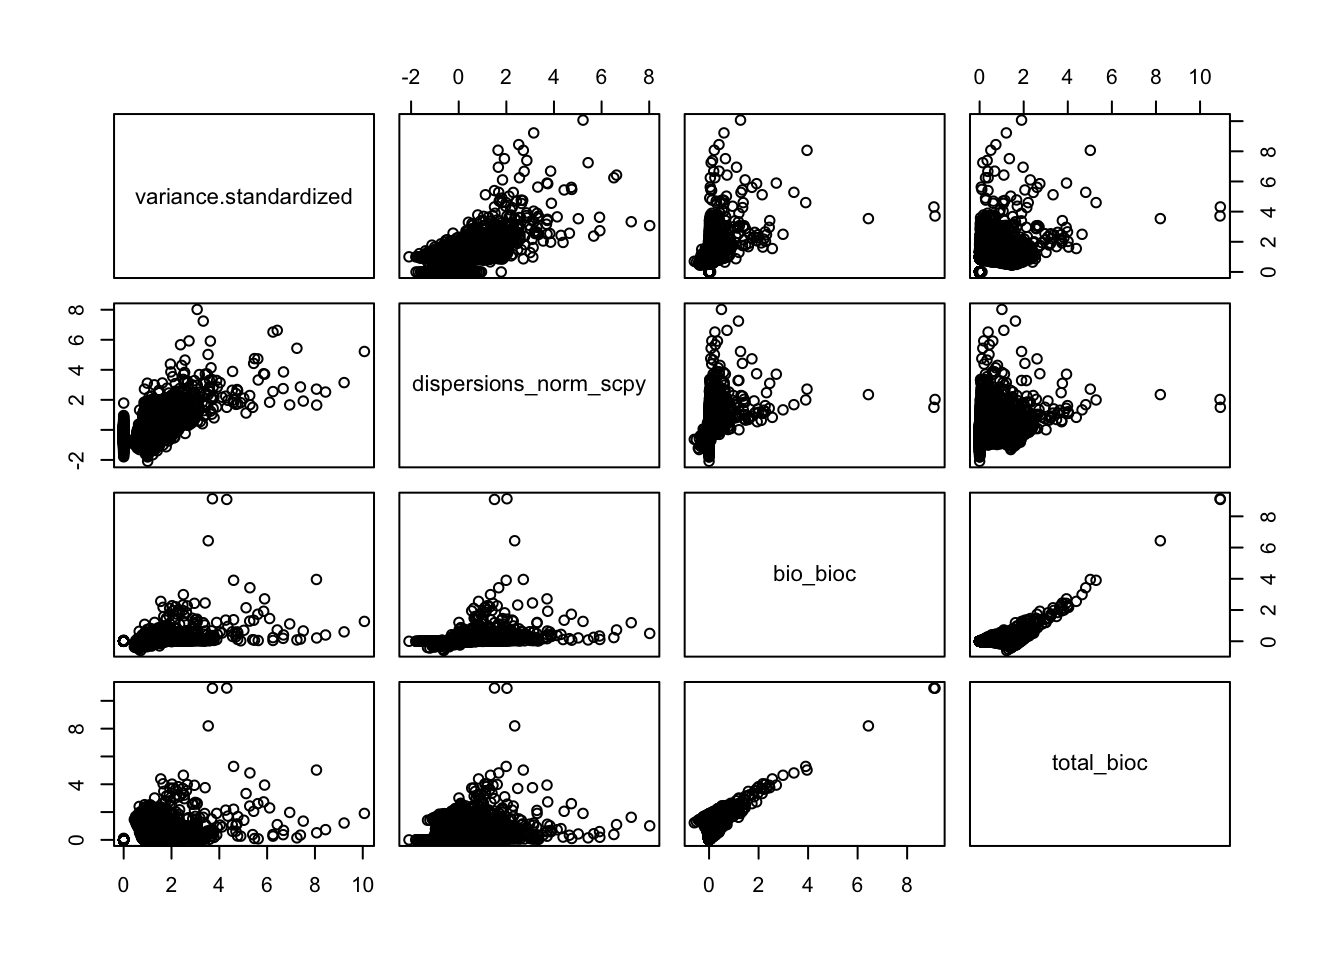 -2 0 2 4 6 8 0 2 4 6 8 10
variance.standardized
0 2 4 6 8
-2 2 4 6 8
dispersions_norm_scpy
bio_bioc
0 2 4 6 8
0 4 8
total_bioc
0 2 4 6 8 10 0 2 4 6 8